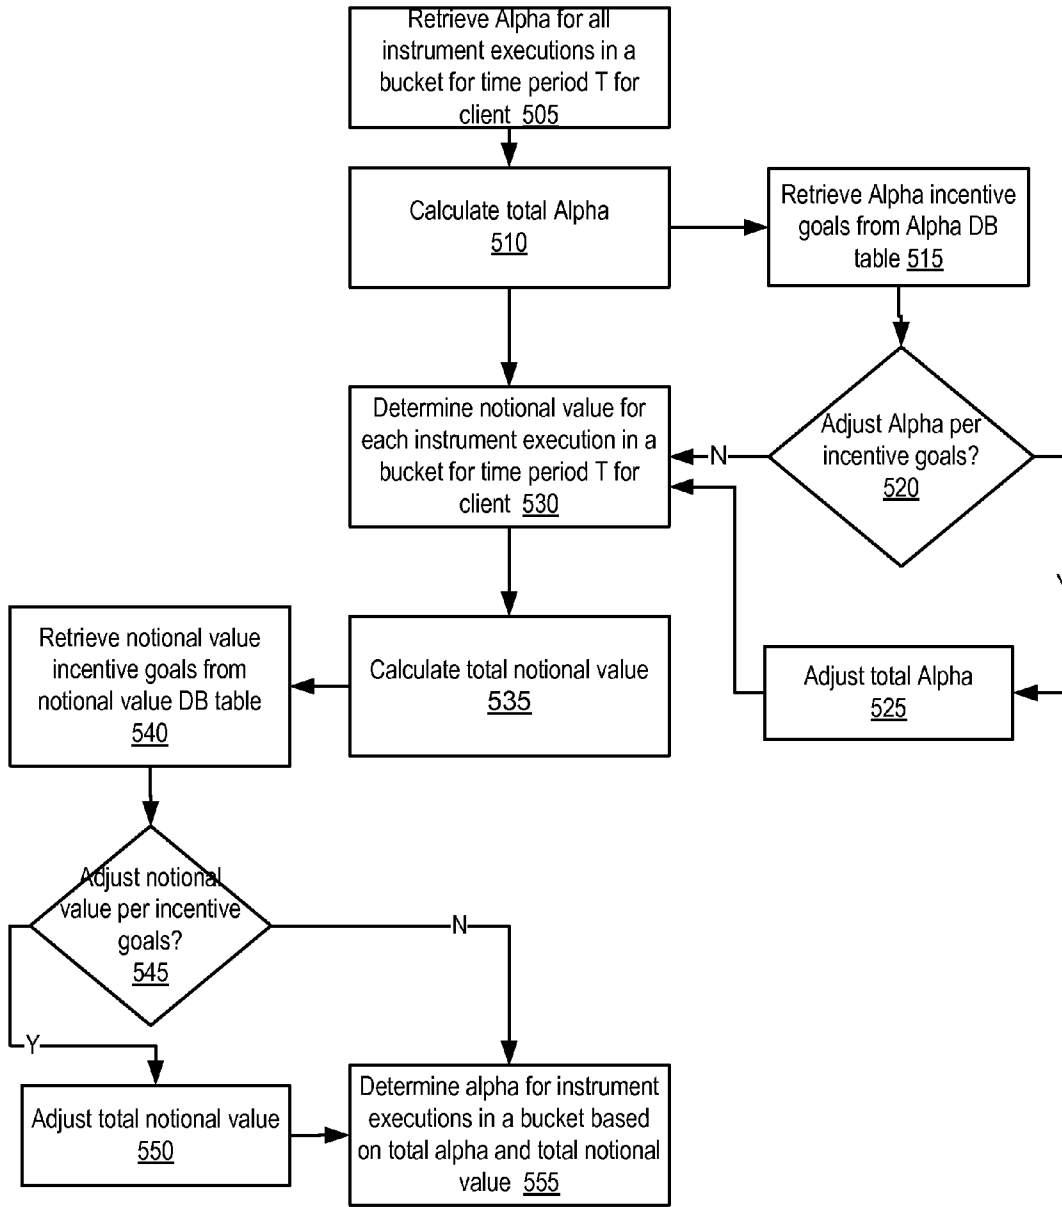 Retrieve Alpha for all
instrument executions in a
bucket for time period T for
client 505
Calculate total Alpha
510
Retrieve Alpha incentive
goals from Alpha DB
table 515
Determine notional value for
each instrument execution in a
bucket for time period T for
client 530
N
Adjust Alpha per
incentive goals?
520
Y
Retrieve notional value
incentive goals from
notional value DB table
540
Calculate total notional value
535
Adjust total Alpha
525
Adjust notional
value per incentive
goals?
545
N
Y
Adjust total notional value
550
Determine alpha for instrument
executions in a bucket based
on total alpha and total notional
value 555